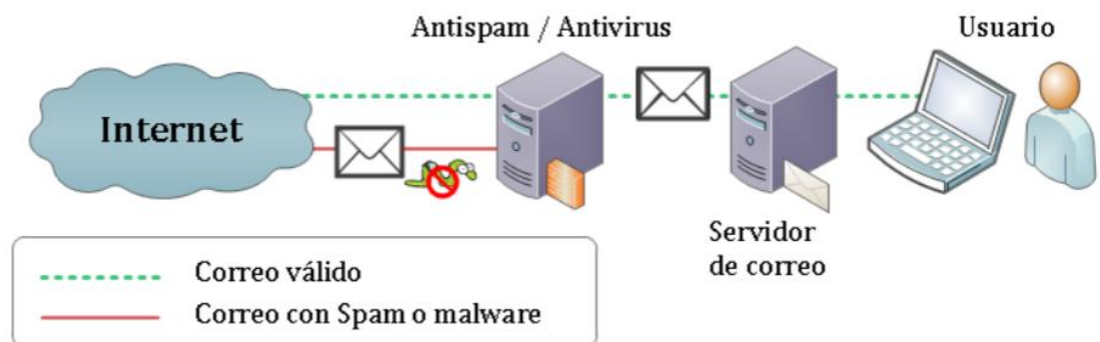 Antispam / Antivirus
Usuario
Internet
Servidor
de correo
Correo válido
Correo con Spam o malware